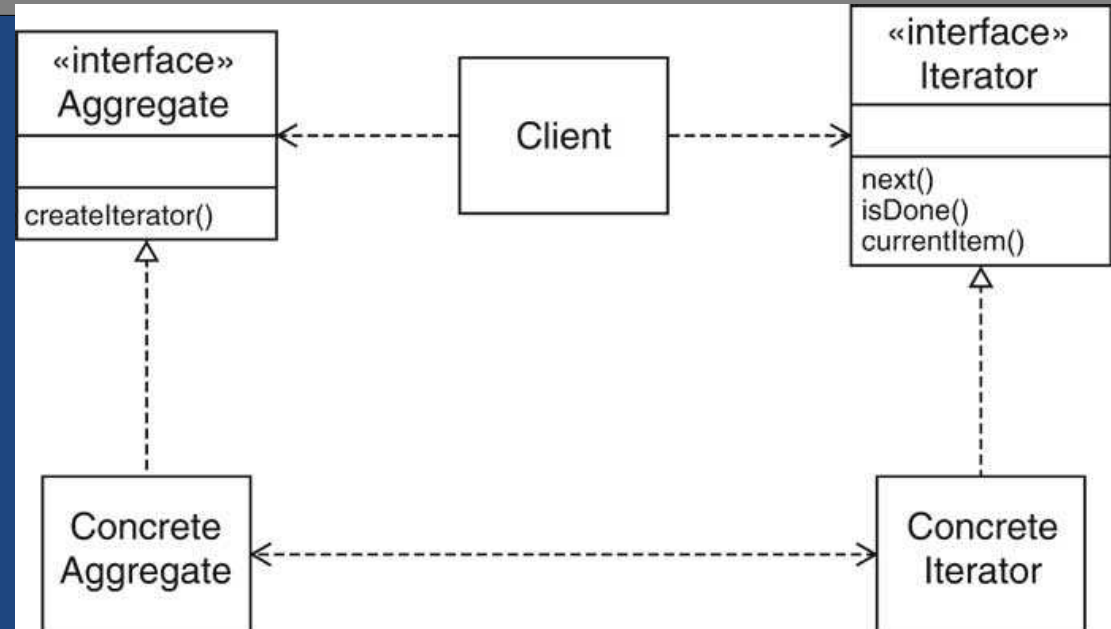 «interface»
Aggregate
createIterator()
Client
«interface»
Iterator
next()
isDone()
currentItem()
Concrete
Aggregate
Concrete
Iterator